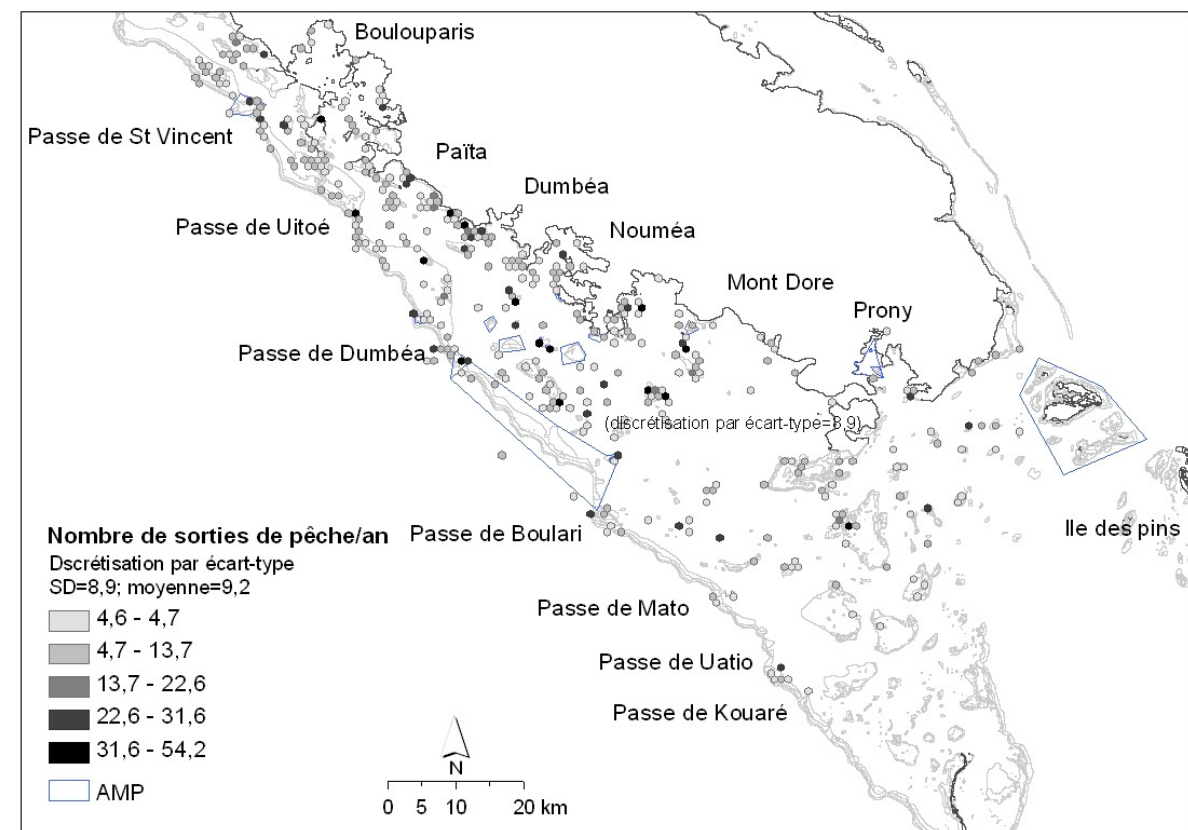 Boulouparis
Passe de St Vincent
Païta
Dumbéa
Passe de Uitoé
Nouméa
Mont Dore
Prony
Passe de Dumbéa
(discrétisation par écart-type=8,9)
Ile des pins
Passe de Boulari
Nombre de sorties de pêche/an
Dscrétisation par écart-type
SD=8,9; moyenne=9,2
4,6 - 4,7
4,7 - 13,7
13,7 - 22,6
22,6 - 31,6
31,6 - 54,2
AMP
Passe de Mato
Passe de Uatio
Passe de Kouaré
N
0 5 10 20 km